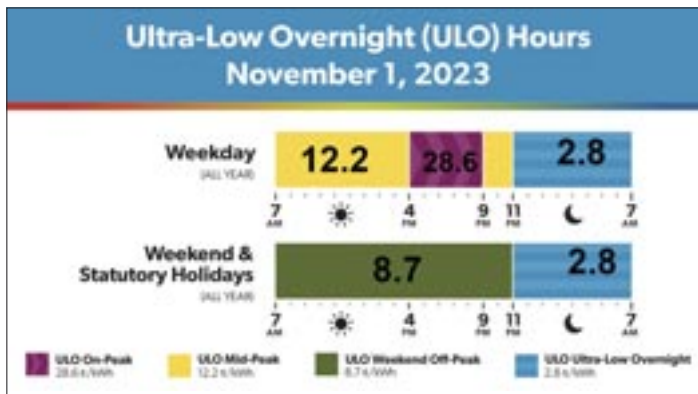 Ultra-Low Overnight (ULO) Hours
November 1, 2023
Weekday
(ALL YEAR)
12.2 28.6 2.8
7 AM 4 PM 9 PM 11 PM 7 AM
Weekend &
Statutory Holidays
(ALL YEAR)
8.7 2.8
7 AM 4 PM 9 PM 11 PM 7 AM
ULO On-Peak ULO Mid-Peak ULO Weekend Off-Peak ULO Ultra-Low Overnight
28.6 ¢/kWh 12.2 ¢/kWh 8.7 ¢/kWh 2.8 ¢/kWh